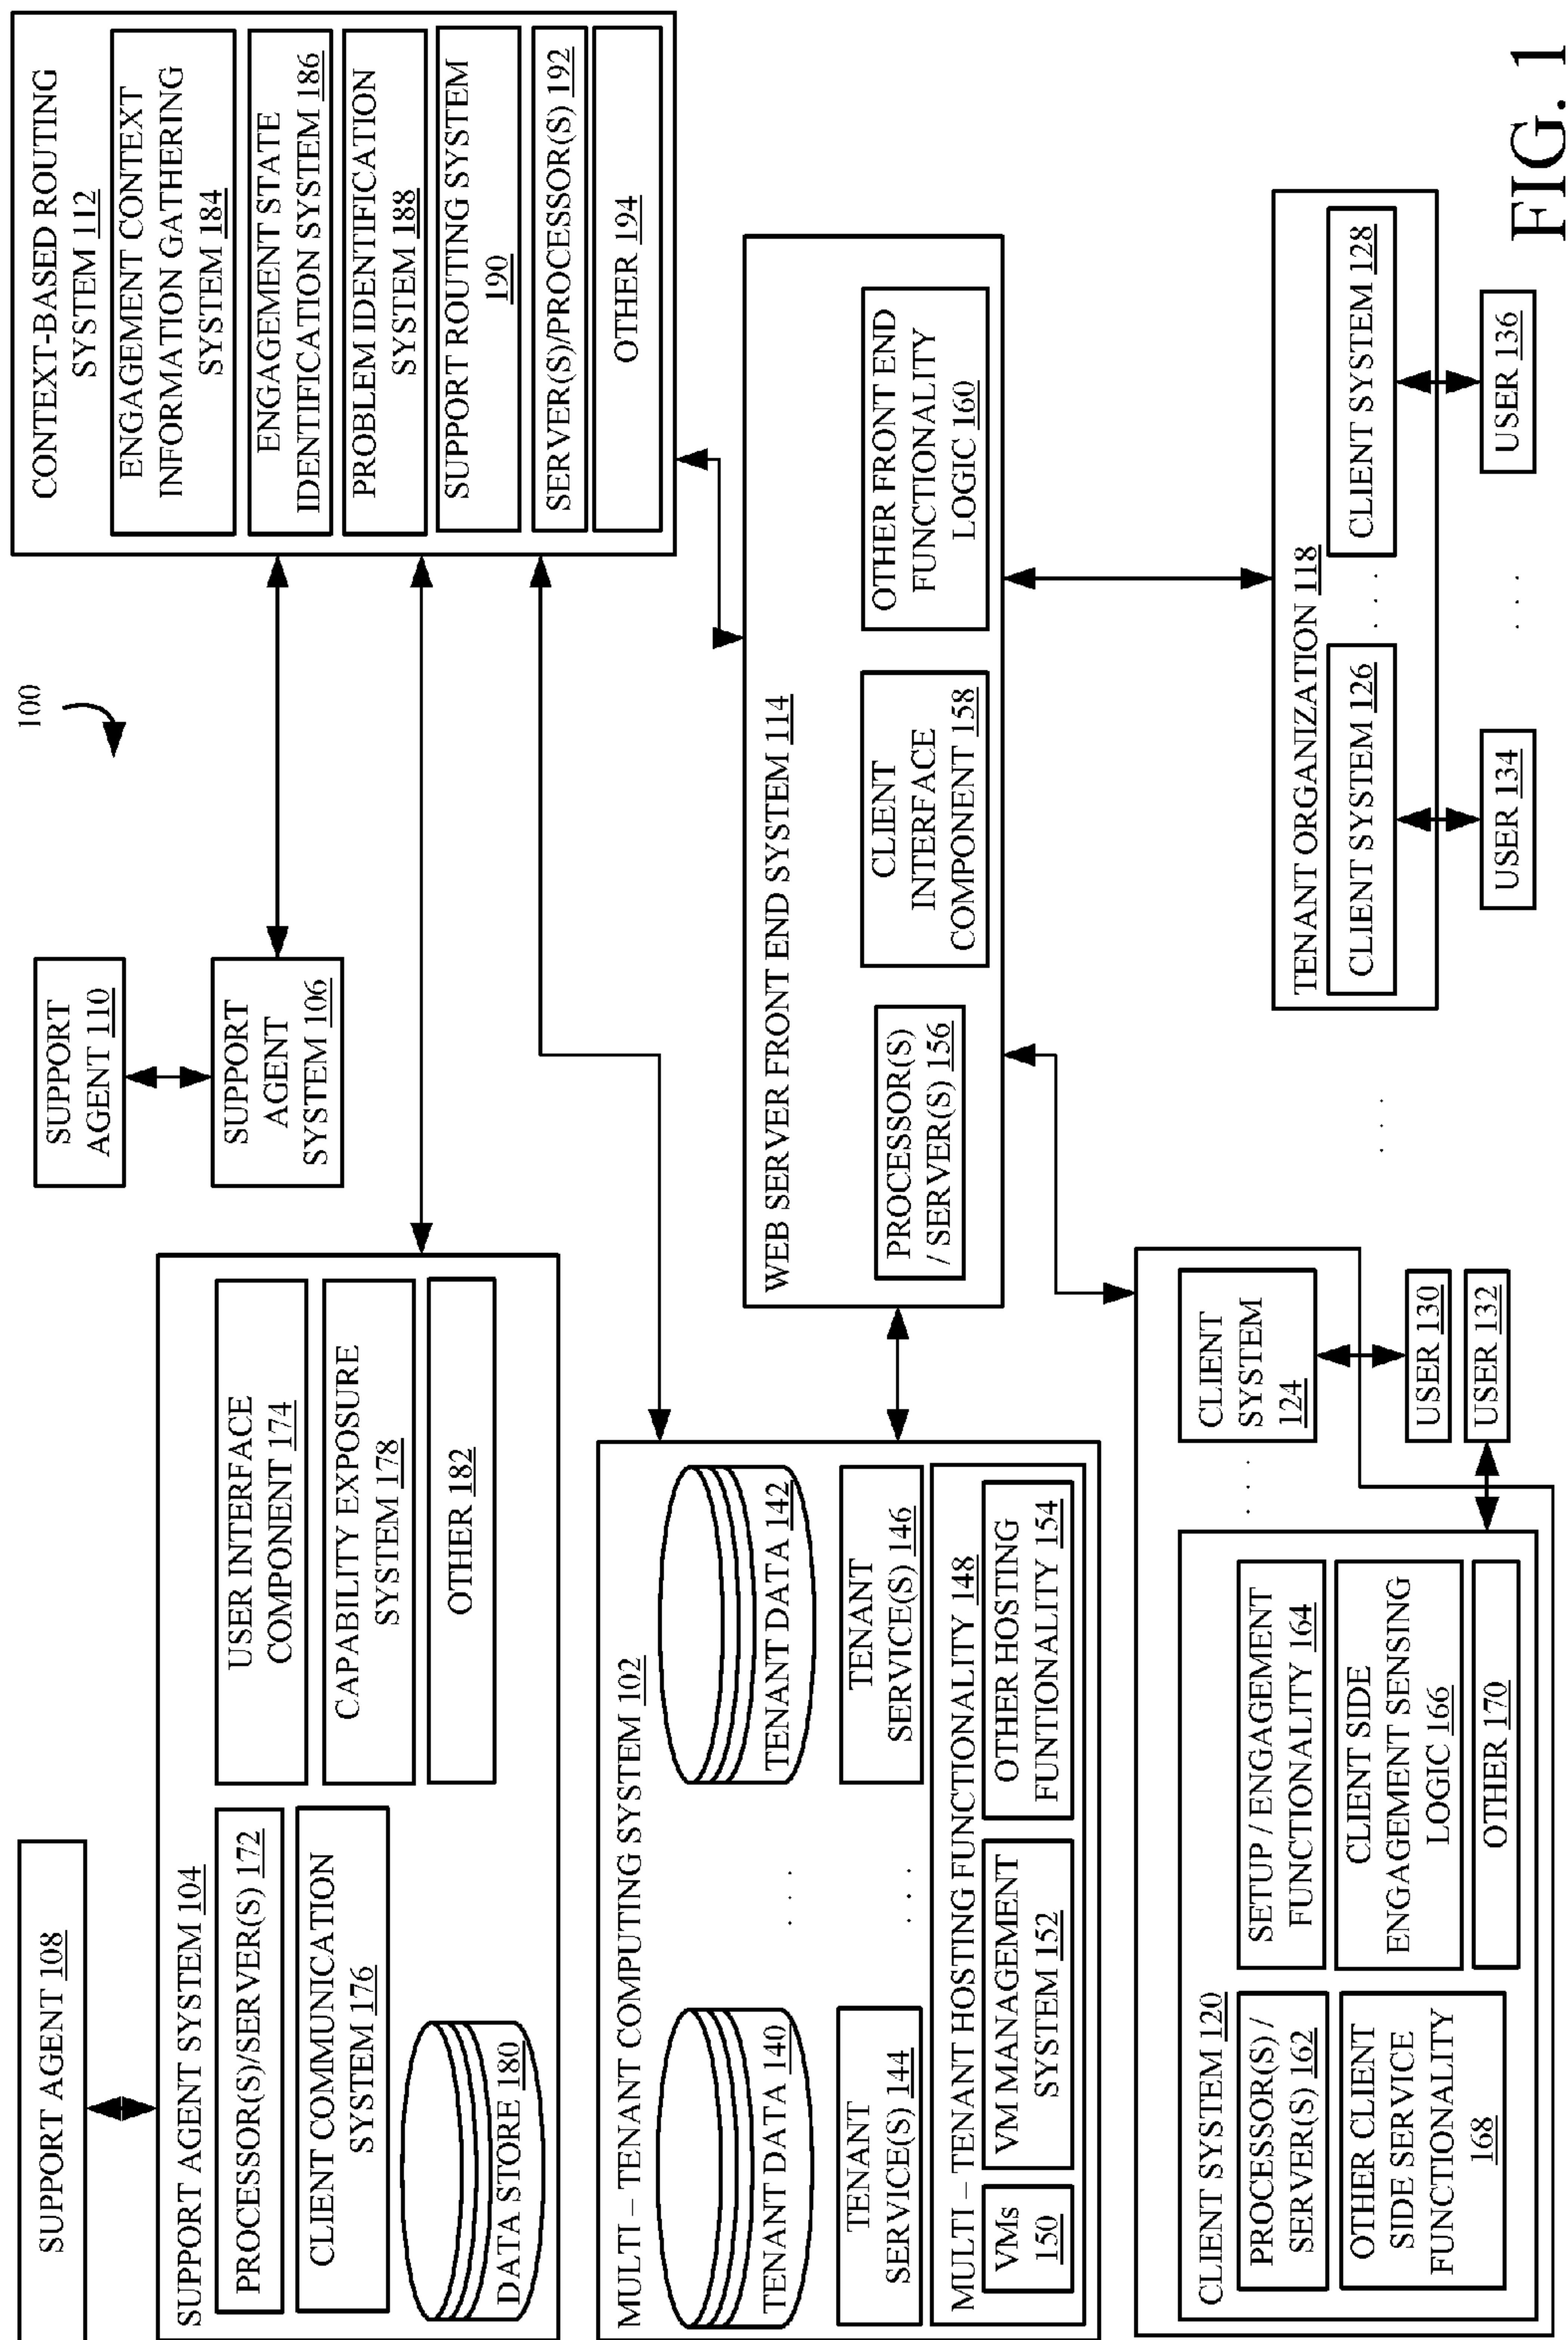 100
SUPPORT AGENT 108
SUPPORT AGENT SYSTEM 104
PROCESSOR(S)/SERVER(S) 172
CLIENT COMMUNICATION
SYSTEM 176
DATA STORE 180
USER INTERFACE
COMPONENT 174
CAPABILITY EXPOSURE
SYSTEM 178
OTHER 182
SUPPORT
AGENT 110
SUPPORT
AGENT
SYSTEM 106
CONTEXT-BASED ROUTING
SYSTEM 112
ENGAGEMENT CONTEXT
INFORMATION GATHERING
SYSTEM 184
ENGAGEMENT STATE
IDENTIFICATION SYSTEM 186
PROBLEM IDENTIFICATION
SYSTEM 188
SUPPORT ROUTING SYSTEM
190
SERVER(S)/PROCESSOR(S) 192
OTHER 194
MULTI – TENANT COMPUTING SYSTEM 102
TENANT DATA 140
. . .
TENANT DATA 142
TENANT
SERVICE(S) 144
. . .
TENANT
SERVICE(S) 146
MULTI – TENANT HOSTING FUNCTIONALITY 148
VMs
150
VM MANAGEMENT
SYSTEM 152
OTHER HOSTING
FUNTIONALITY 154
WEB SERVER FRONT END SYSTEM 114
PROCESSOR(S)
/ SERVER(S) 156
CLIENT
INTERFACE
COMPONENT 158
OTHER FRONT END
FUNCTIONALITY
LOGIC 160
CLIENT SYSTEM 120
PROCESSOR(S) /
SERVER(S) 162
OTHER CLIENT
SIDE SERVICE
FUNCTIONALITY
168
SETUP / ENGAGEMENT
FUNCTIONALITY 164
CLIENT SIDE
ENGAGEMENT SENSING
LOGIC 166
OTHER 170
. . .
CLIENT
SYSTEM
124
USER 130
USER 132
. . .
TENANT ORGANIZATION 118
CLIENT SYSTEM 126
. . .
CLIENT SYSTEM 128
USER 134
. . .
USER 136
FIG. 1